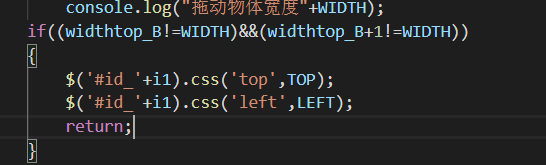 console.log("拖动物体宽度"+WIDTH);
if((widthtop_B!=WIDTH)&&(widthtop_B+1!=WIDTH))
{
$('#id_'+i1).css('top',TOP);
$('#id_'+i1).css('left',LEFT);
return;
}